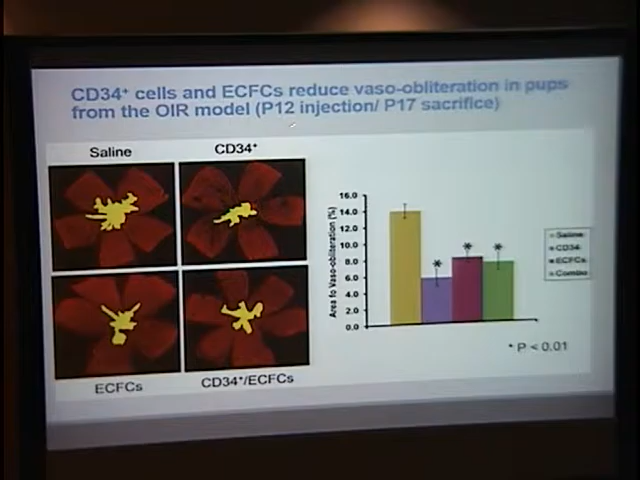 CD34⁺ cells and ECFCs reduce vaso-obliteration in pups
from the OIR model (P12 injection/ P17 sacrifice)
Saline
CD34⁺
ECFCs
CD34⁺/ECFCs
Area fo Vaso-obliteration (%)
16.0
14.0
12.0
10.0
8.0
6.0
4.0
2.0
0.0
*
*
*
Saline
CD34
ECFCs
Combo
* P < 0.01